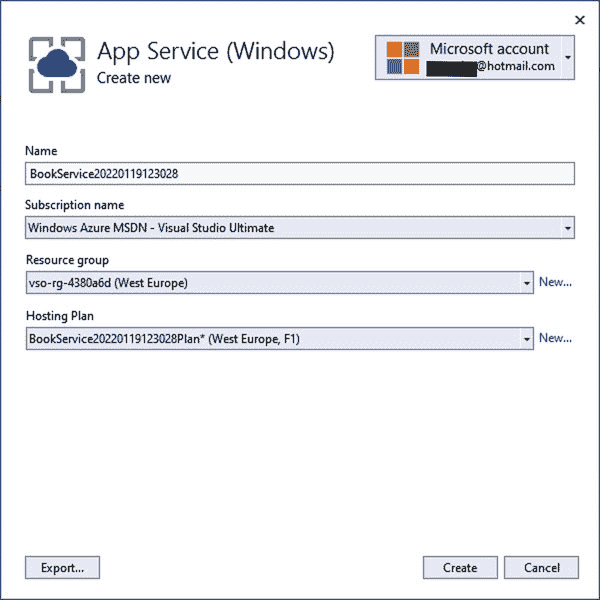 App Service (Windows)
Create new
Microsoft account
@hotmail.com
Name
BookService20220119123028
Subscription name
Windows Azure MSDN - Visual Studio Ultimate
Resource group
vso-rg-4380a6d (West Europe)
New...
Hosting Plan
BookService20220119123028Plan* (West Europe, F1)
New...
Export...
Create
Cancel